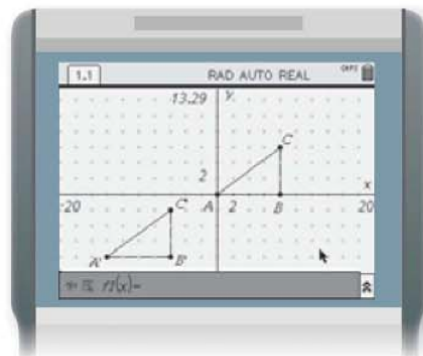 1.1 RAD AUTO REAL
13.29 y
C
2 x
-20 A 2 B 20
C'
A' B'
f1(x)=